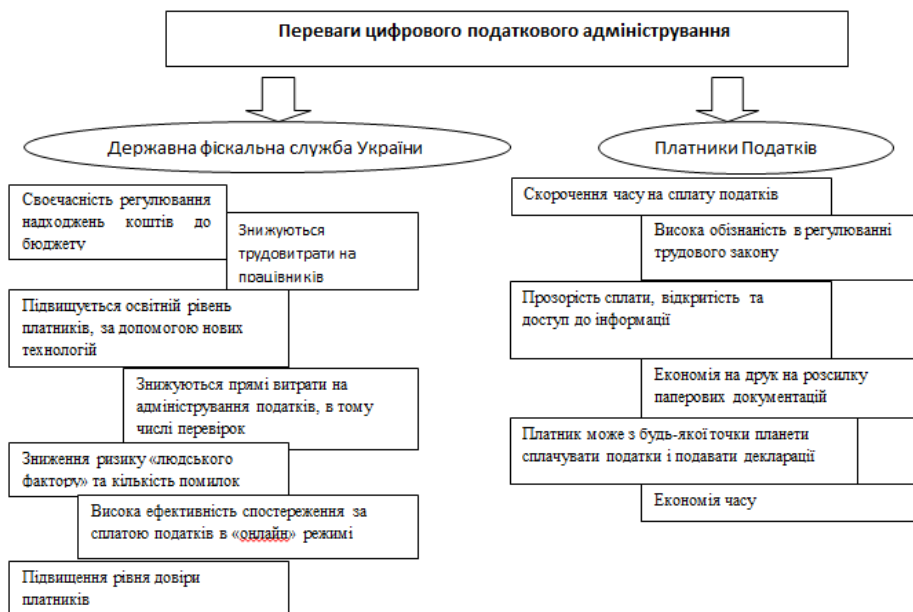 Переваги цифрового податкового адміністрування
Державна фіскальна служба України
Своєчасність регулювання
надходжень коштів до
бюджету
Знижуються
трудовитрати на
працівників
Підвищується освітній рівень
платників, за допомогою нових
технологій
Знижуються прямі витрати на
адміністрування податків, в тому
числі перевірок
Зниження ризику «людського
фактору» та кількість помилок
Висока ефективність спостереження за
сплатою податків в «онлайн» режимі
Підвищення рівня довіри
платників
Платники Податків
Скорочення часу на сплату податків
Висока обізнаність в регулюванні
трудового закону
Прозорість сплати, відкритість та
доступ до інформації
Економія на друк на розсилку
паперових документацій
Платник може з будь-якої точки планети
сплачувати податки і подавати декларації
Економія часу